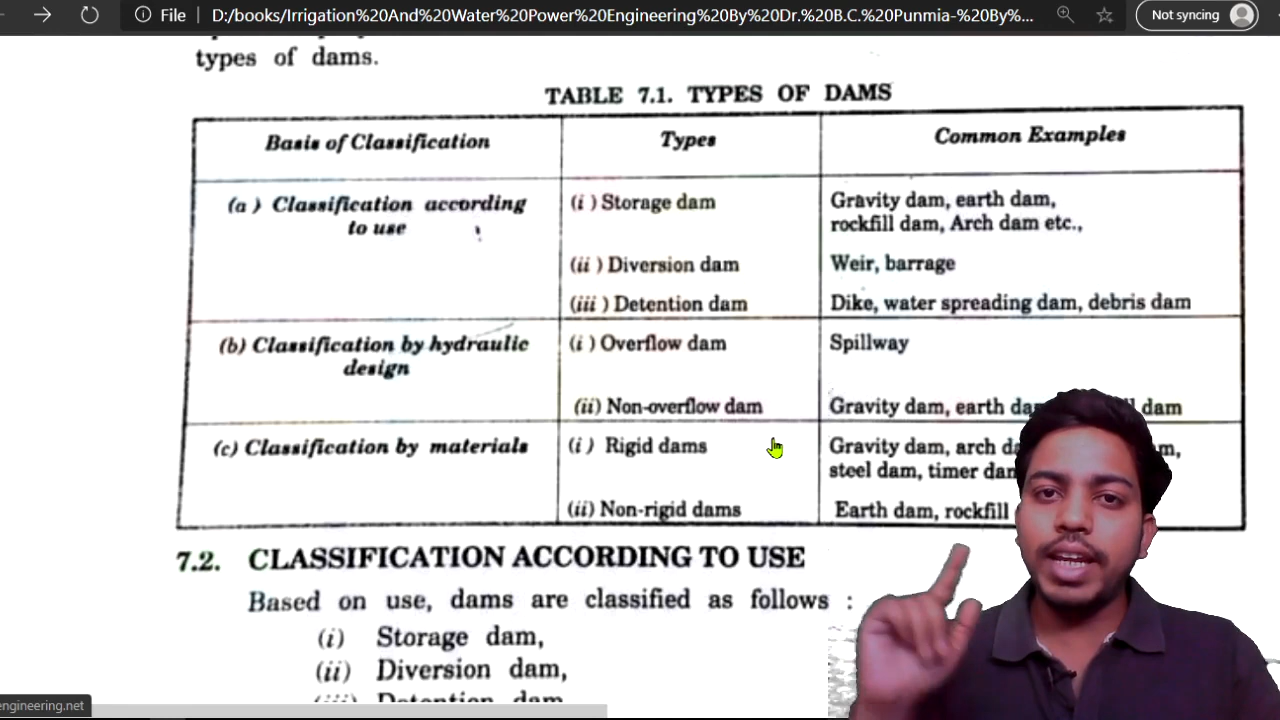 File
D:/books/Irrigation%20And%20Water%20Power%20Engineering%20By%20Dr.%20B.C.%20Punmia-%20By%...
Not syncing
types of dams.
TABLE 7.1. TYPES OF DAMS
Basis of Classification
Types
Common Examples
(a ) Classification according
to use
(i ) Storage dam
Gravity dam, earth dam,
rockfill dam, Arch dam etc.,
(ii ) Diversion dam
Weir, barrage
(iii ) Detention dam
Dike, water spreading dam, debris dam
(b) Classification by hydraulic
design
(i ) Overflow dam
Spillway
(ii) Non-overflow dam
Gravity dam, earth dam
(c) Classification by materials
(i ) Rigid dams
Gravity dam, arch
steel dam, timer
(ii) Non-rigid dams
Earth dam, rockfill
7.2. CLASSIFICATION ACCORDING TO USE
Based on use, dams are classified as follows :
(i) Storage dam,
(ii) Diversion dam,
(iii) Detention dam
engineering.net